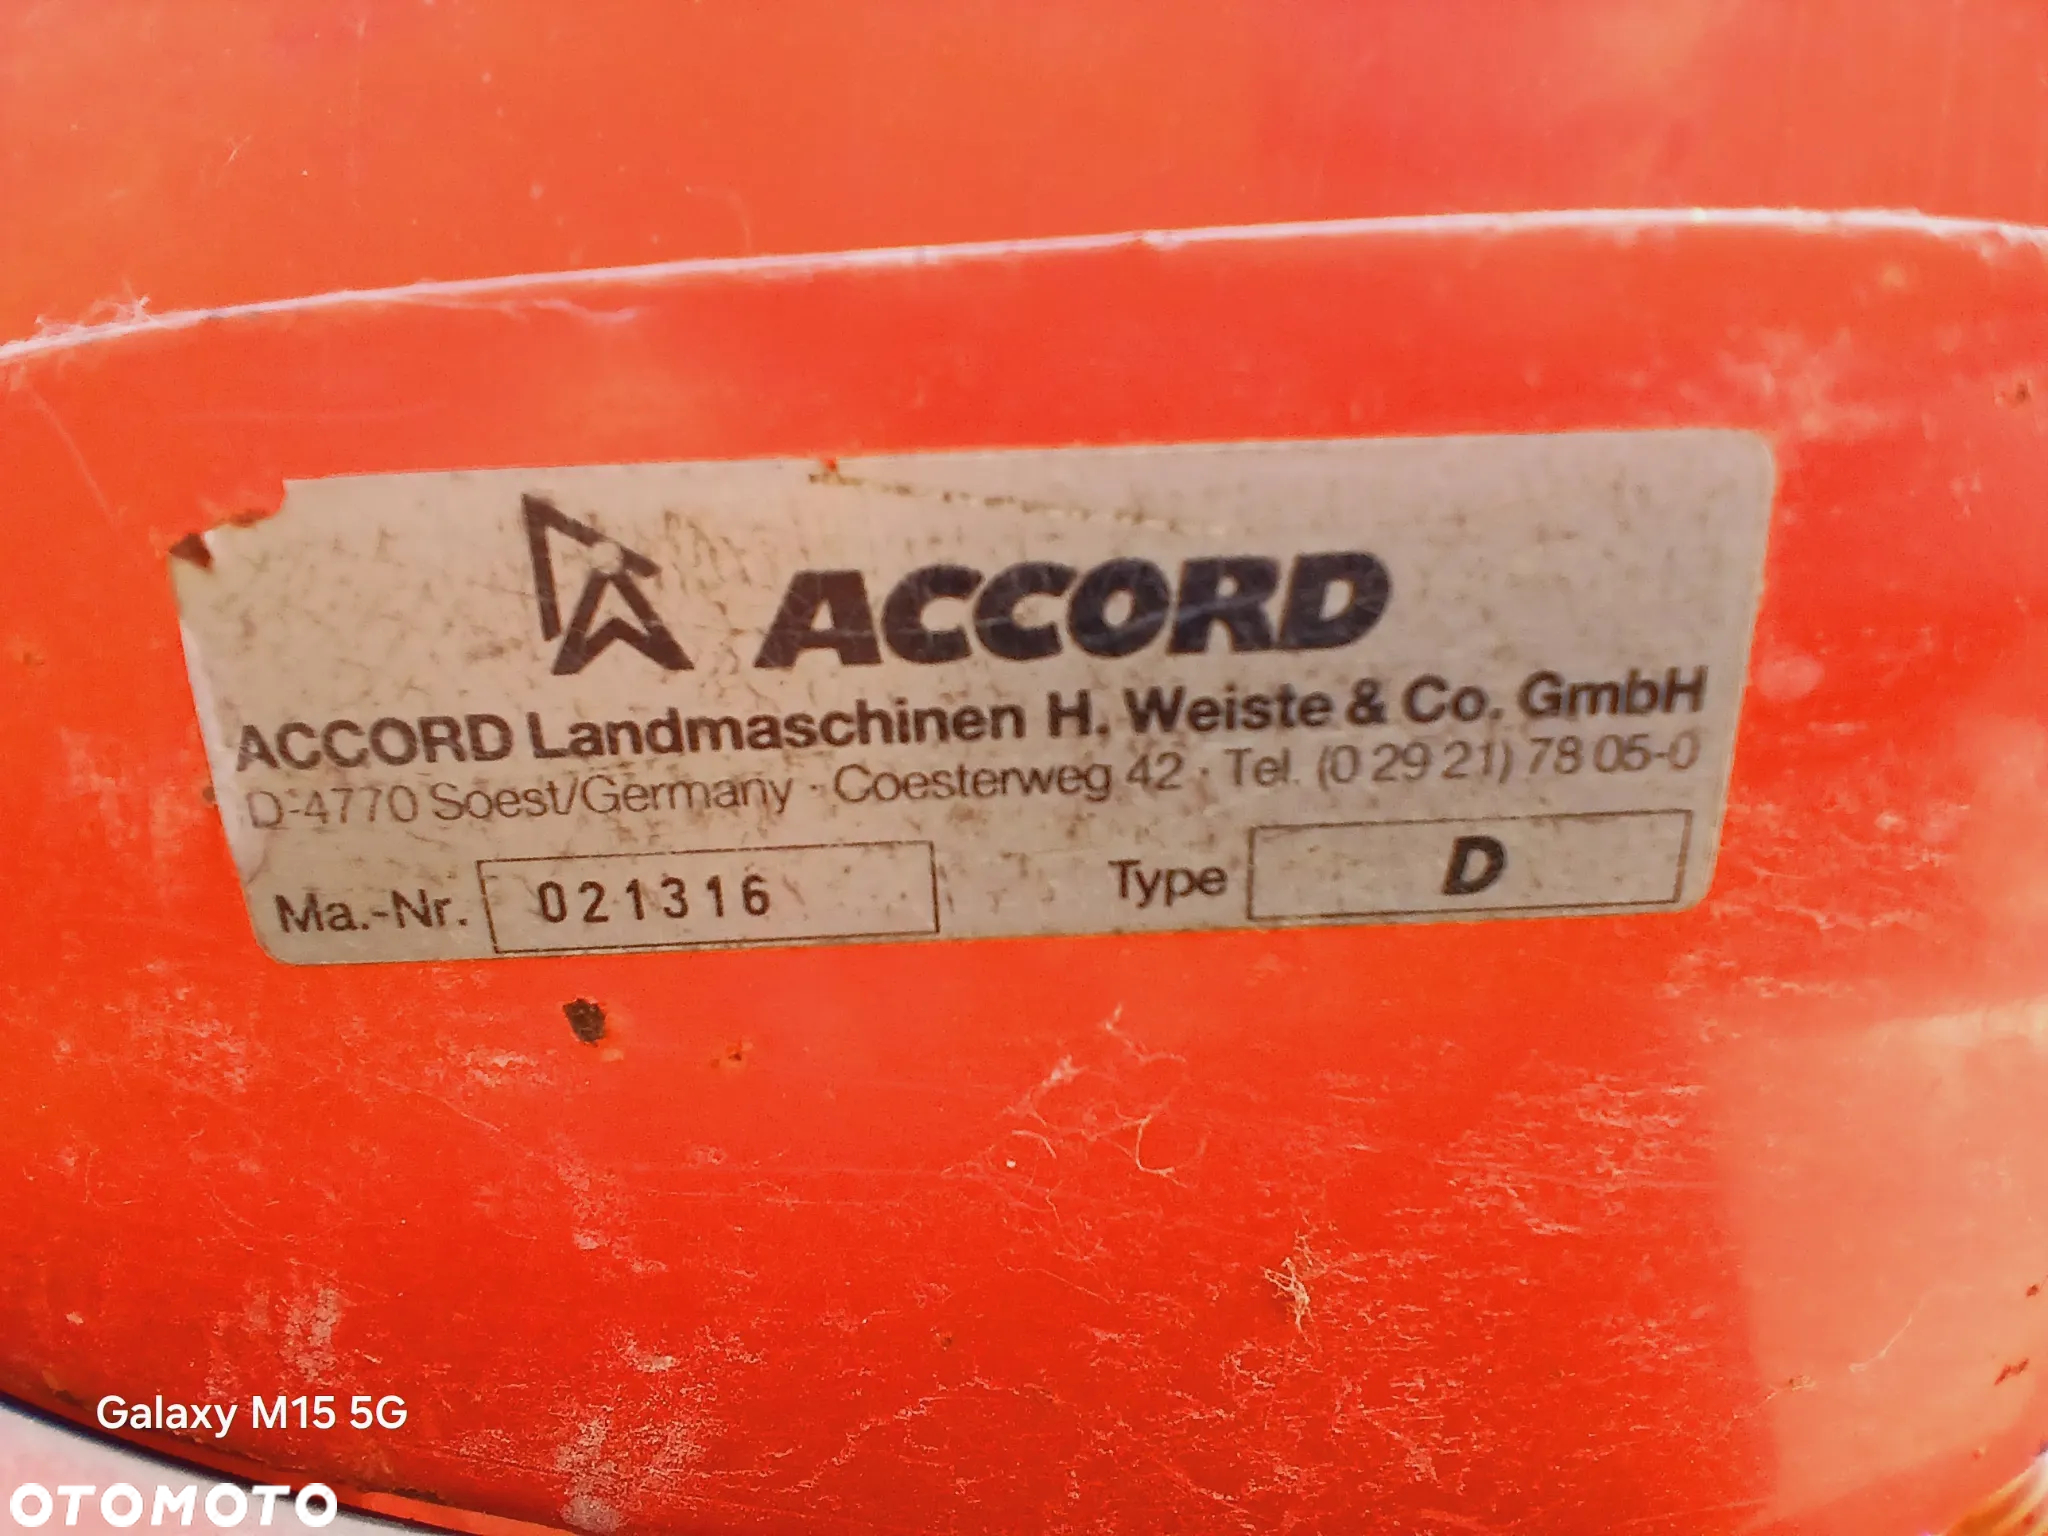 ACCORD
ACCORD Landmaschinen H. Weiste & Co. GmbH
D-4770 Soest/Germany · Coesterweg 42 · Tel. (0 29 21) 78 05-0
Ma.-Nr. 021316 Type D
Galaxy M15 5G
OTOMOTO